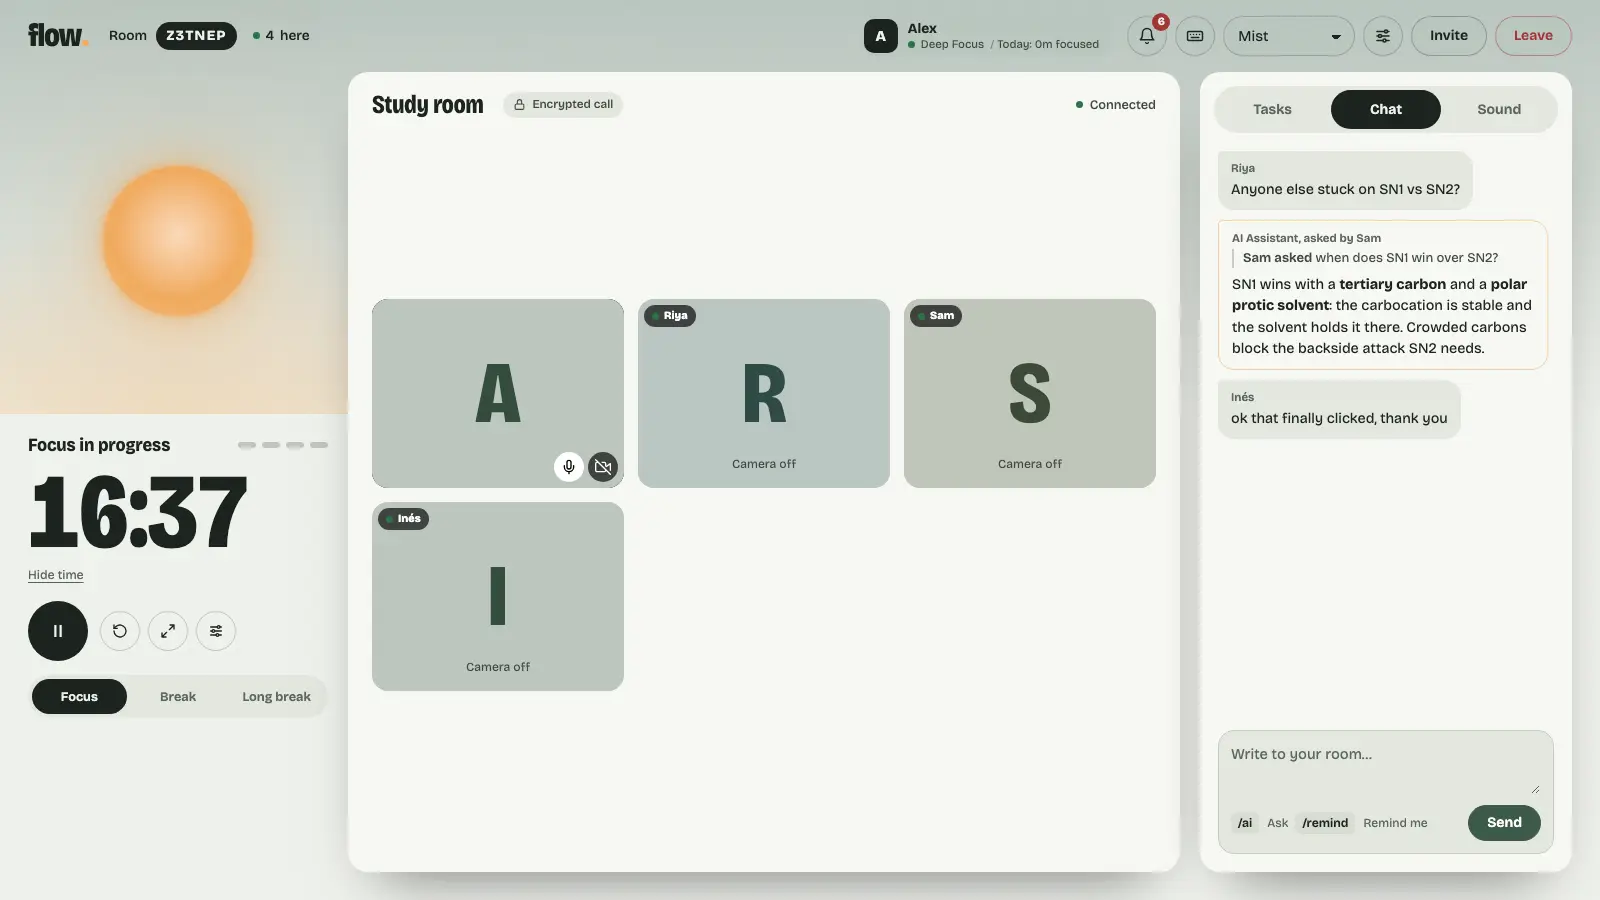 flow.
Room Z3TNEP 4 here
A
Alex
Deep Focus / Today: 0m focused
6
Mist
Invite
Leave
Focus in progress
16:37
Hide time
Focus
Break
Long break
Study room
Encrypted call
Connected
A
Riya
R
Camera off
Sam
S
Camera off
Inés
I
Camera off
Tasks
Chat
Sound
Riya
Anyone else stuck on SN1 vs SN2?
AI Assistant, asked by Sam
Sam asked when does SN1 win over SN2?
SN1 wins with a tertiary carbon and a polar
protic solvent: the carbocation is stable and
the solvent holds it there. Crowded carbons
block the backside attack SN2 needs.
Inés
ok that finally clicked, thank you
Write to your room...
/ai Ask /remind Remind me
Send